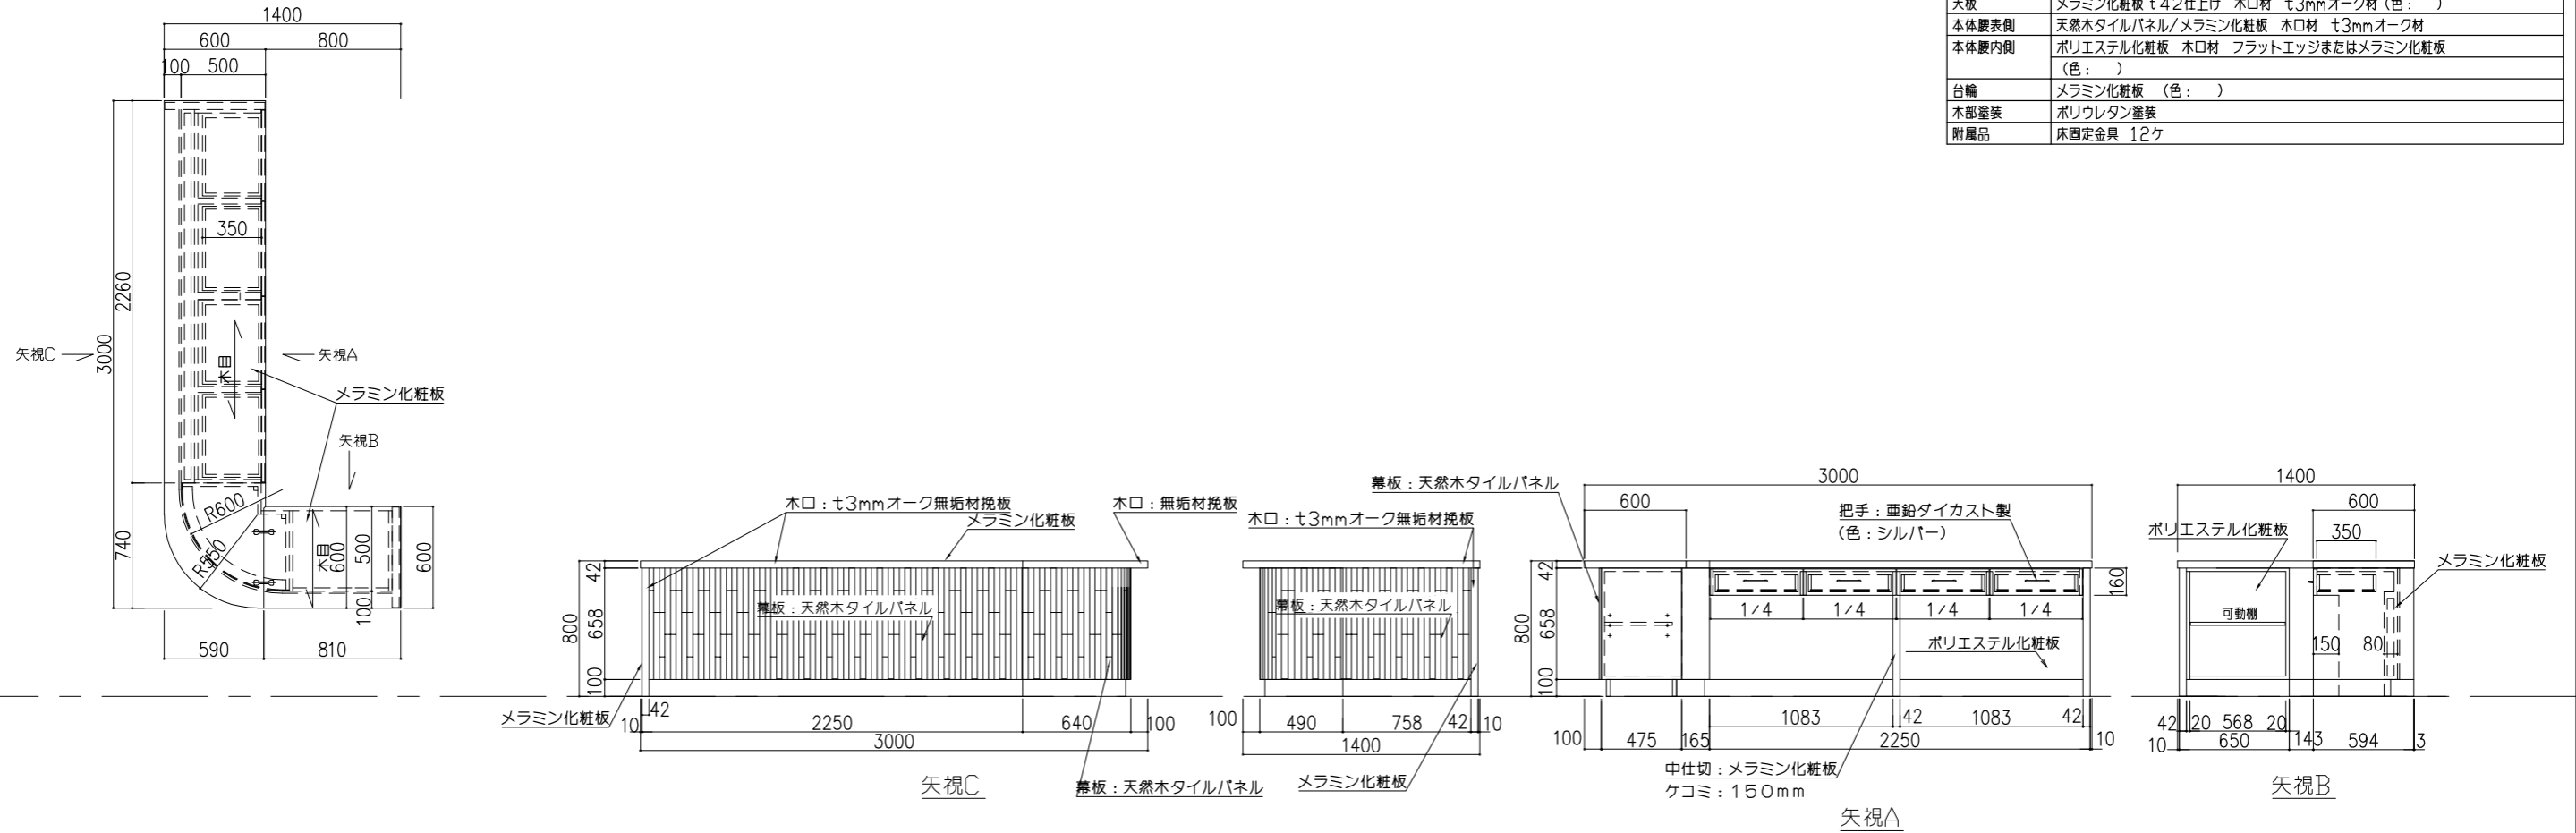 天板 メラミン化粧板 t42仕上げ 木口材 t3mmオーク材(色: )
本体腰表側 天然木タイルパネル/メラミン化粧板 木口材 t3mmオーク材
本体腰内側 ポリエステル化粧板 木口材 フラットエッジまたはメラミン化粧板
(色: )
台輪 メラミン化粧板 (色: )
木部塗装 ポリウレタン塗装
附属品 床固定金具 12ケ
1400
600 800
100 500
350
2260
3000
740
矢視C
矢視A
木目
メラミン化粧板
矢視B
R600
R550
木目
600
500
100
600
590 810
木口:t3mmオーク無垢材挽板
メラミン化粧板
木口:無垢材挽板
幕板:天然木タイルパネル
42
658
800
100
メラミン化粧板
10 42 2250 640 100
3000
幕板:天然木タイルパネル
矢視C
木口:t3mmオーク無垢材挽板
幕板:天然木タイルパネル
100 490 758 42 10
1400
メラミン化粧板
幕板:天然木タイルパネル
3000
600
把手:亜鉛ダイカスト製
(色:シルバー)
42
658
800
100
160
1/4 1/4 1/4 1/4
ポリエステル化粧板
1083 42 1083 42
100 475 165 2250 10
中仕切:メラミン化粧板
ケコミ:150mm
矢視A
1400
600
ポリエステル化粧板
350
メラミン化粧板
可動棚
150 80
42 20 568 20
10 650 143 594 3
矢視B